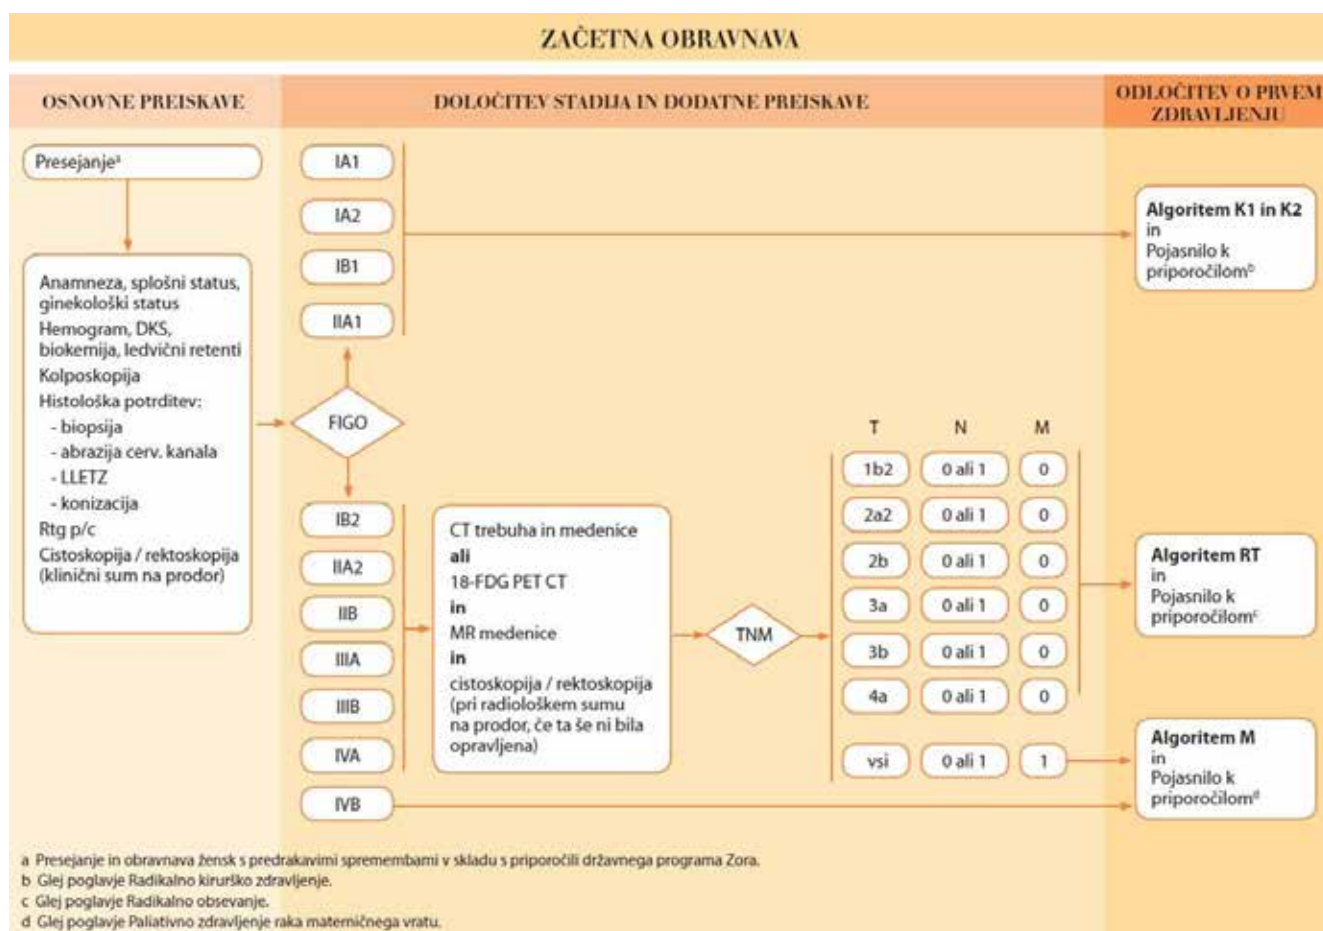 ZAČETNA OBRAVNAVA
OSNOVNE PREISKAVE
DOLOČITEV STADIJA IN DODATNE PREISKAVE
ODLOČITEV O PRVEM
ZDRAVLJENJU
Presejanjeᵃ
Anamneza, splošni status,
ginekološki status
Hemogram, DKS,
biokemija, ledvični retenti
Kolposkopija
Histološka potrditev:
- biopsija
- abrazija cerv. kanala
- LLETZ
- konizacija
Rtg p/c
Cistoskopija / rektoskopija
(klinični sum na prodor)
IA1
IA2
IB1
IIA1
FIGO
IB2
IIA2
IIB
IIIA
IIIB
IVA
IVB
CT trebuha in medenice
ali
18-FDG PET CT
in
MR medenice
in
cistoskopija / rektoskopija
(pri radiološkem sumu
na prodor, če ta še ni bila
opravljena)
TNM
T N M
1b2 0 ali 1 0
2a2 0 ali 1 0
2b 0 ali 1 0
3a 0 ali 1 0
3b 0 ali 1 0
4a 0 ali 1 0
vsi 0 ali 1 1
Algoritem K1 in K2
in
Pojasnilo k
priporočilomᵇ
Algoritem RT
in
Pojasnilo k
priporočilomᶜ
Algoritem M
in
Pojasnilo k
priporočilomᵈ
a Presejanje in obravnava žensk s predrakavimi spremembami v skladu s priporočili državnega programa Zora.
b Glej poglavje Radikalno kirurško zdravljenje.
c Glej poglavje Radikalno obsevanje.
d Glej poglavje Paliativno zdravljenje raka materničnega vratu.